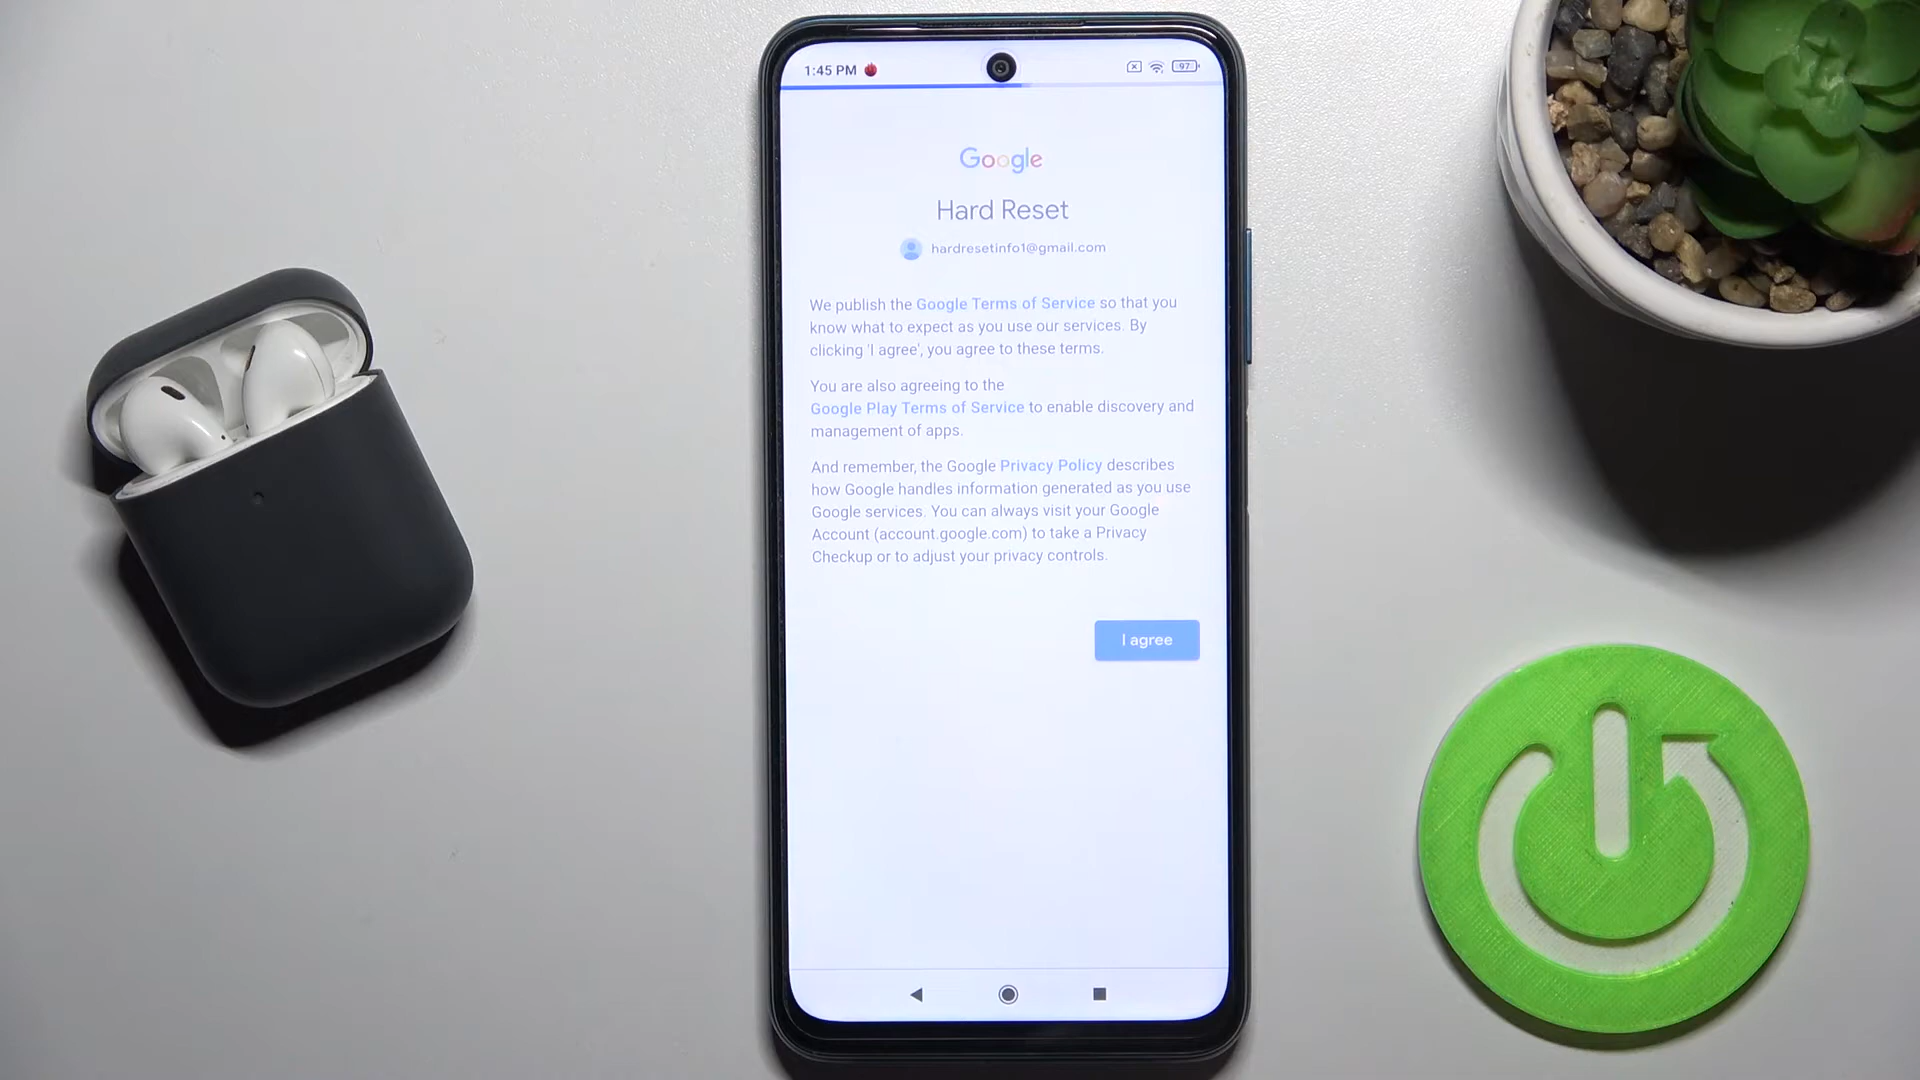 1:45 PM
97
Google
Hard Reset
hardresetinfo1@gmail.com
We publish the Google Terms of Service so that you
know what to expect as you use our services. By
clicking 'I agree', you agree to these terms.
You are also agreeing to the
Google Play Terms of Service to enable discovery and
management of apps.
And remember, the Google Privacy Policy describes
how Google handles information generated as you use
Google services. You can always visit your Google
Account (account.google.com) to take a Privacy
Checkup or to adjust your privacy controls.
I agree